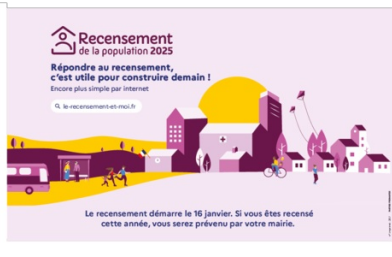 Recensement
de la population 2025
Répondre au recensement,
c'est utile pour construire demain !
Encore plus simple par internet
le-recensement-et-moi.fr
Le recensement démarre le 16 janvier. Si vous êtes recensé
cette année, vous serez prévenu par votre mairie.